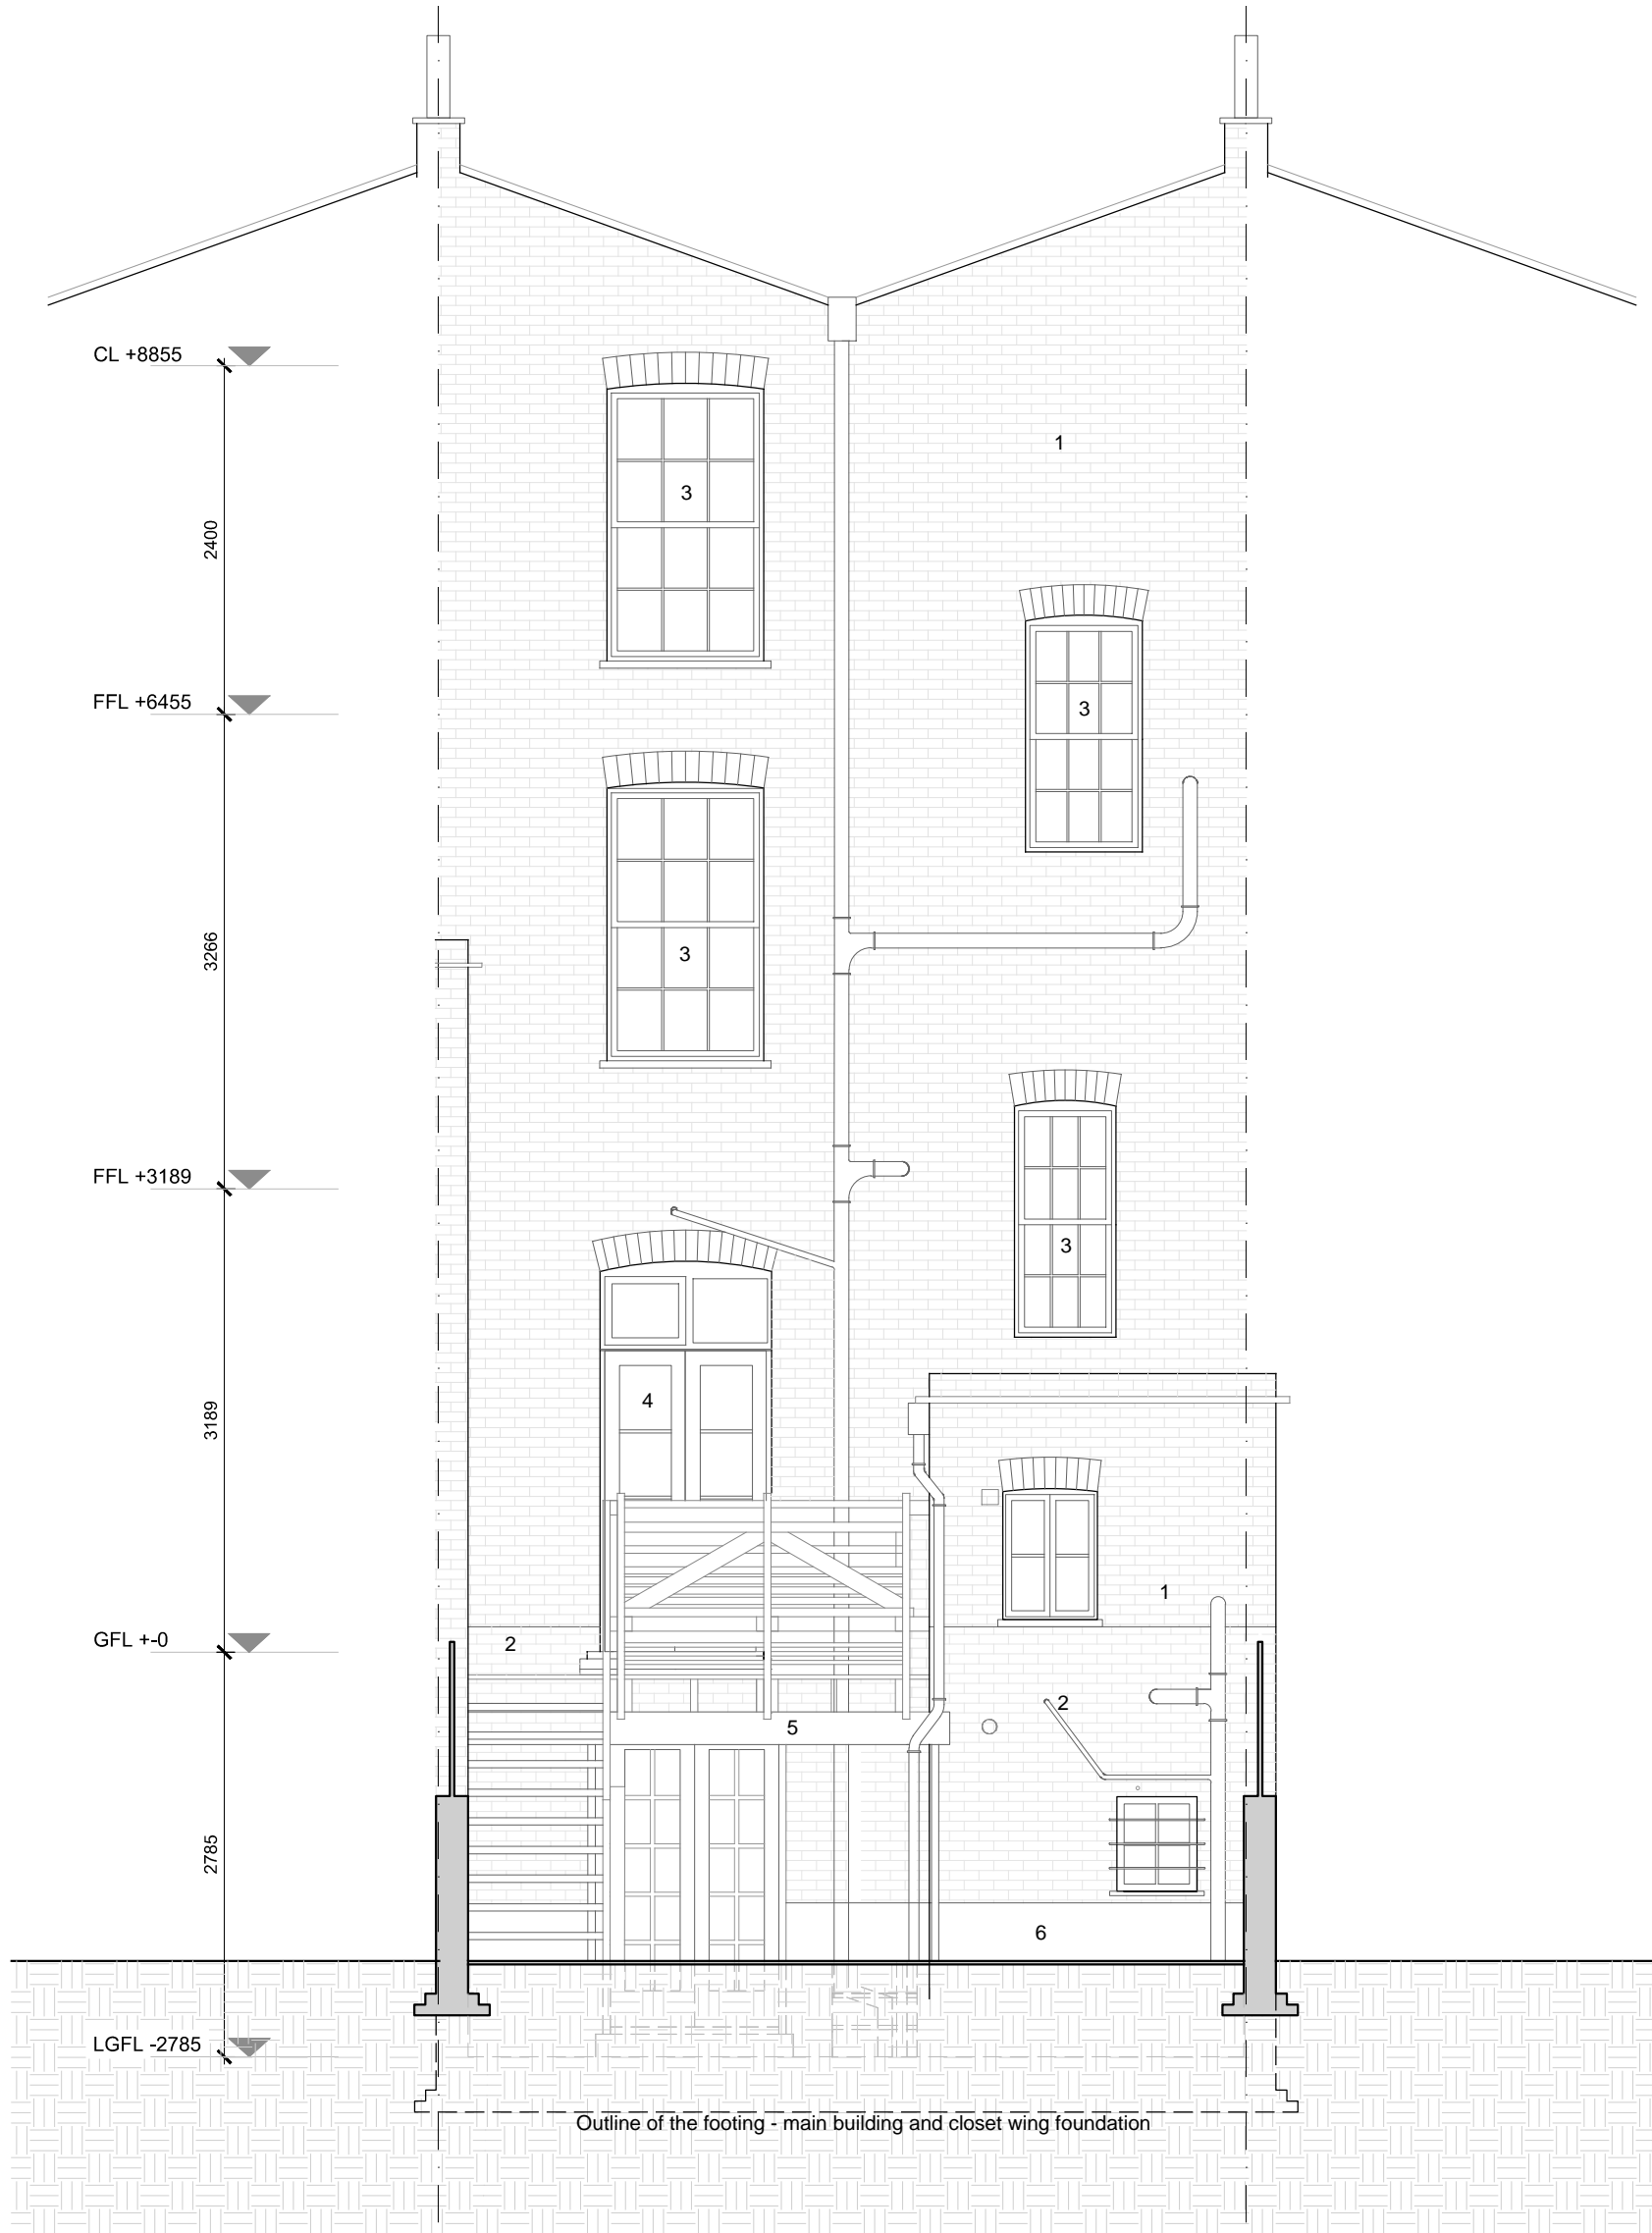 CL +8855
1
3
2400
FFL +6455
3
3
3266
FFL +3189
3
4
3189
1
GFL +-0
2
2
5
2785
6
LGFL -2785
Outline of the footing - main building and closet wing foundation